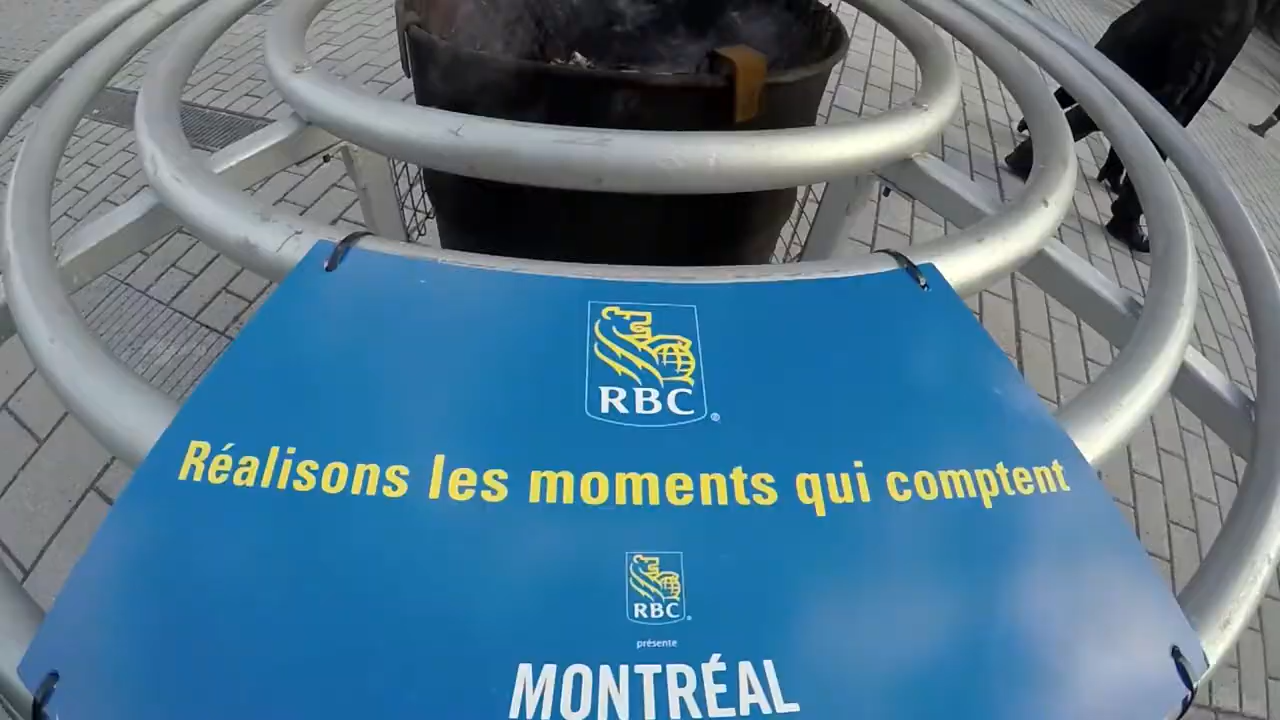 RBC
Réalisons les moments qui comptent
RBC
présente
MONTRÉAL